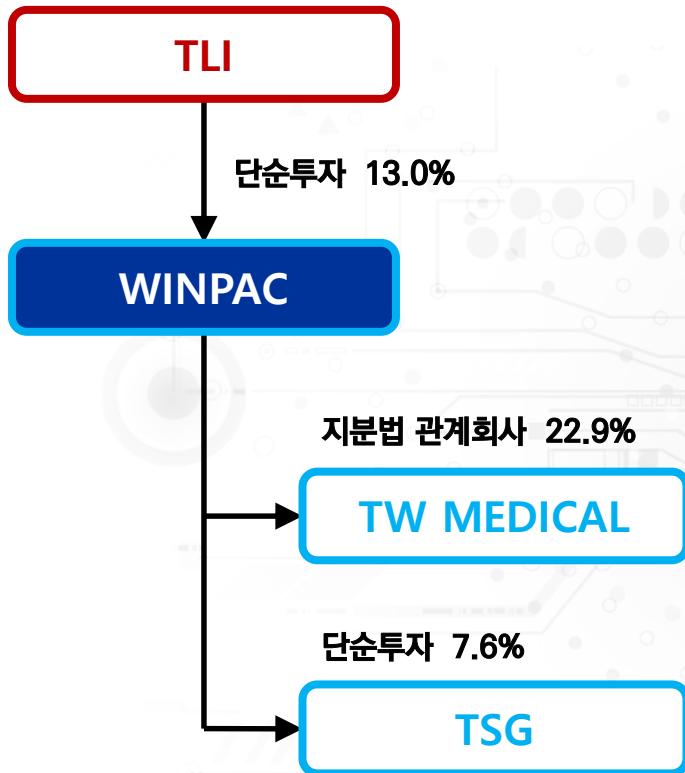 TLI
단순투자 13.0%
WINPAC
지분법 관계회사 22.9%
TW MEDICAL
단순투자 7.6%
TSG